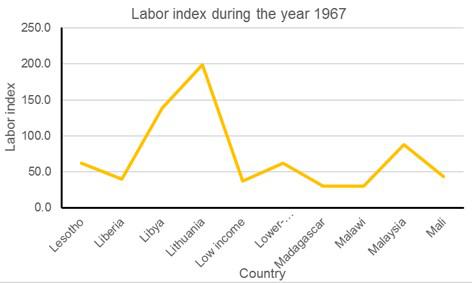 Labor index during the year 1967
250.0
200.0
150.0
100.0
50.0
0.0
Labor index
Lesotho
Liberia
Libya
Lithuania
Low income
Lower-...
Madagascar
Malawi
Malaysia
Mali
Country